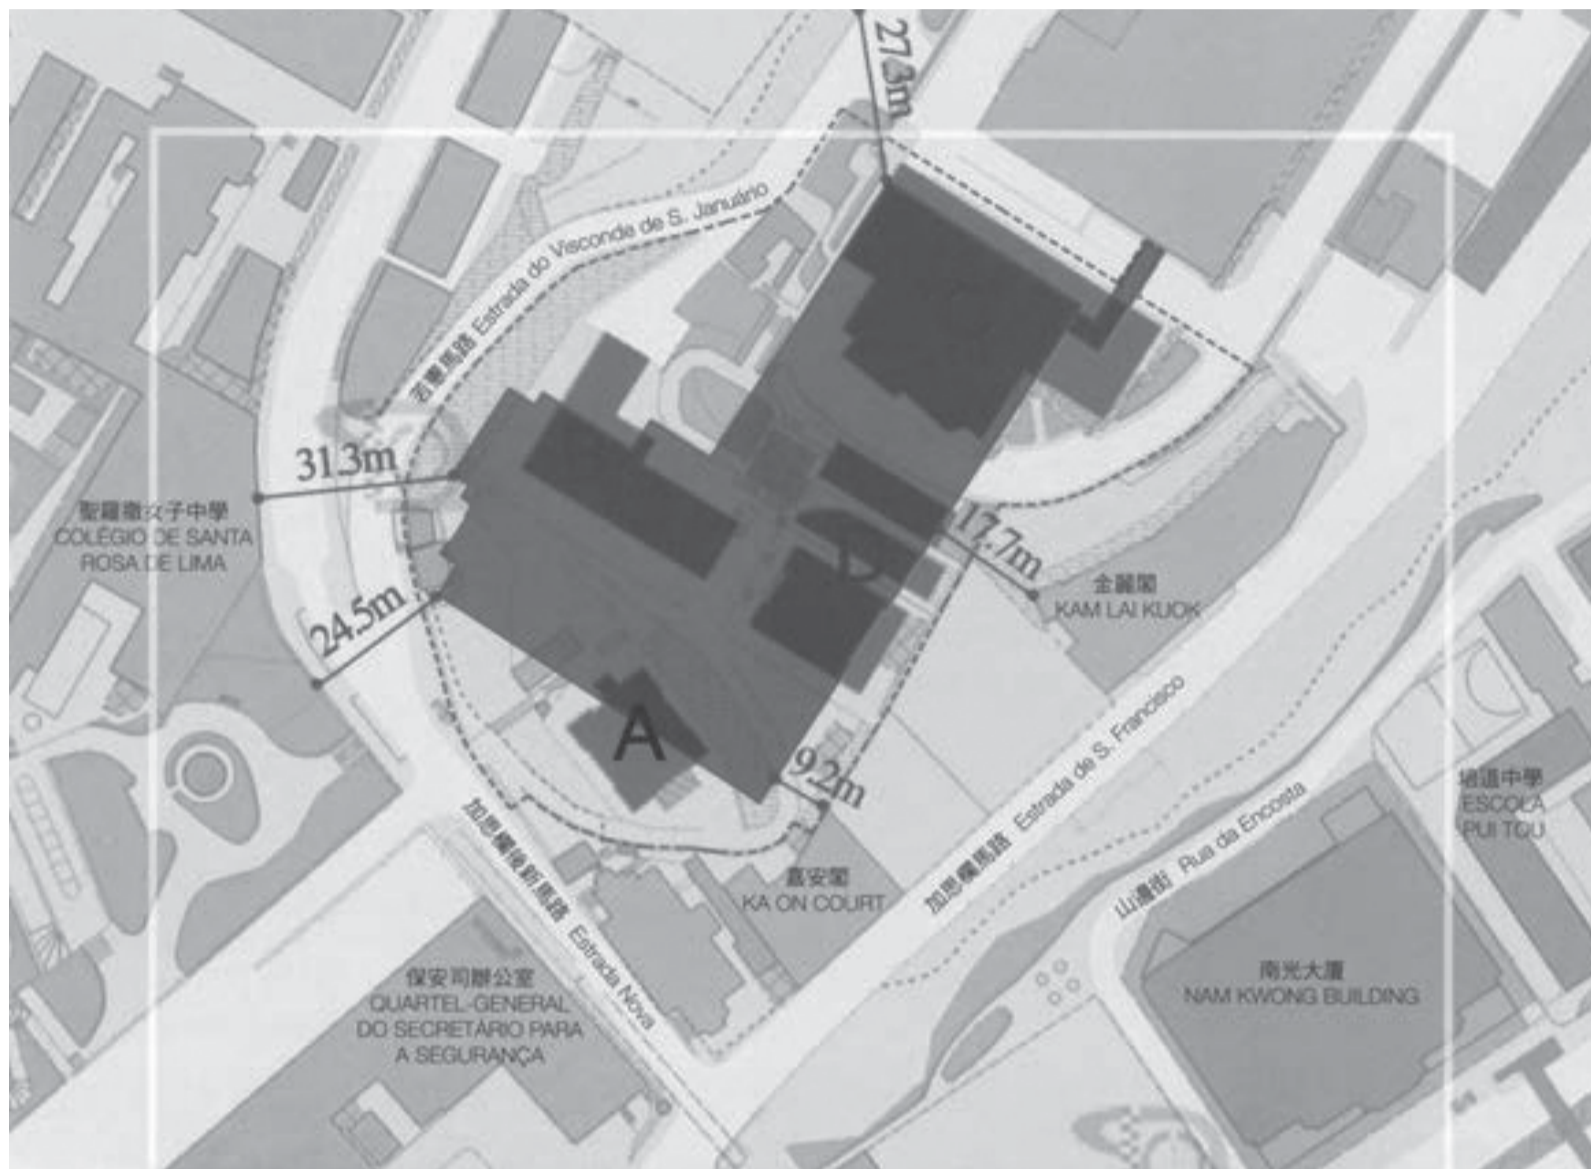 27.3m
若憲馬路 Estrada do Visconde de S. Januário
31.3m
聖羅撒女子中學
COLÉGIO DE SANTA
ROSA DE LIMA
24.5m
17.7m
D
金麗閣
KAM LAI KUOK
A
9.2m
加思欄馬路 Estrada de S. Francisco
嘉安閣
KA ON COURT
加思欄後新馬路 Estrada Nova
山邊街 Rua da Encosta
培道中學
ESCOLA
PUI TOU
保安司辦公室
QUARTEL-GENERAL
DO SECRETÁRIO PARA
A SEGURANÇA
南光大廈
NAM KWONG BUILDING